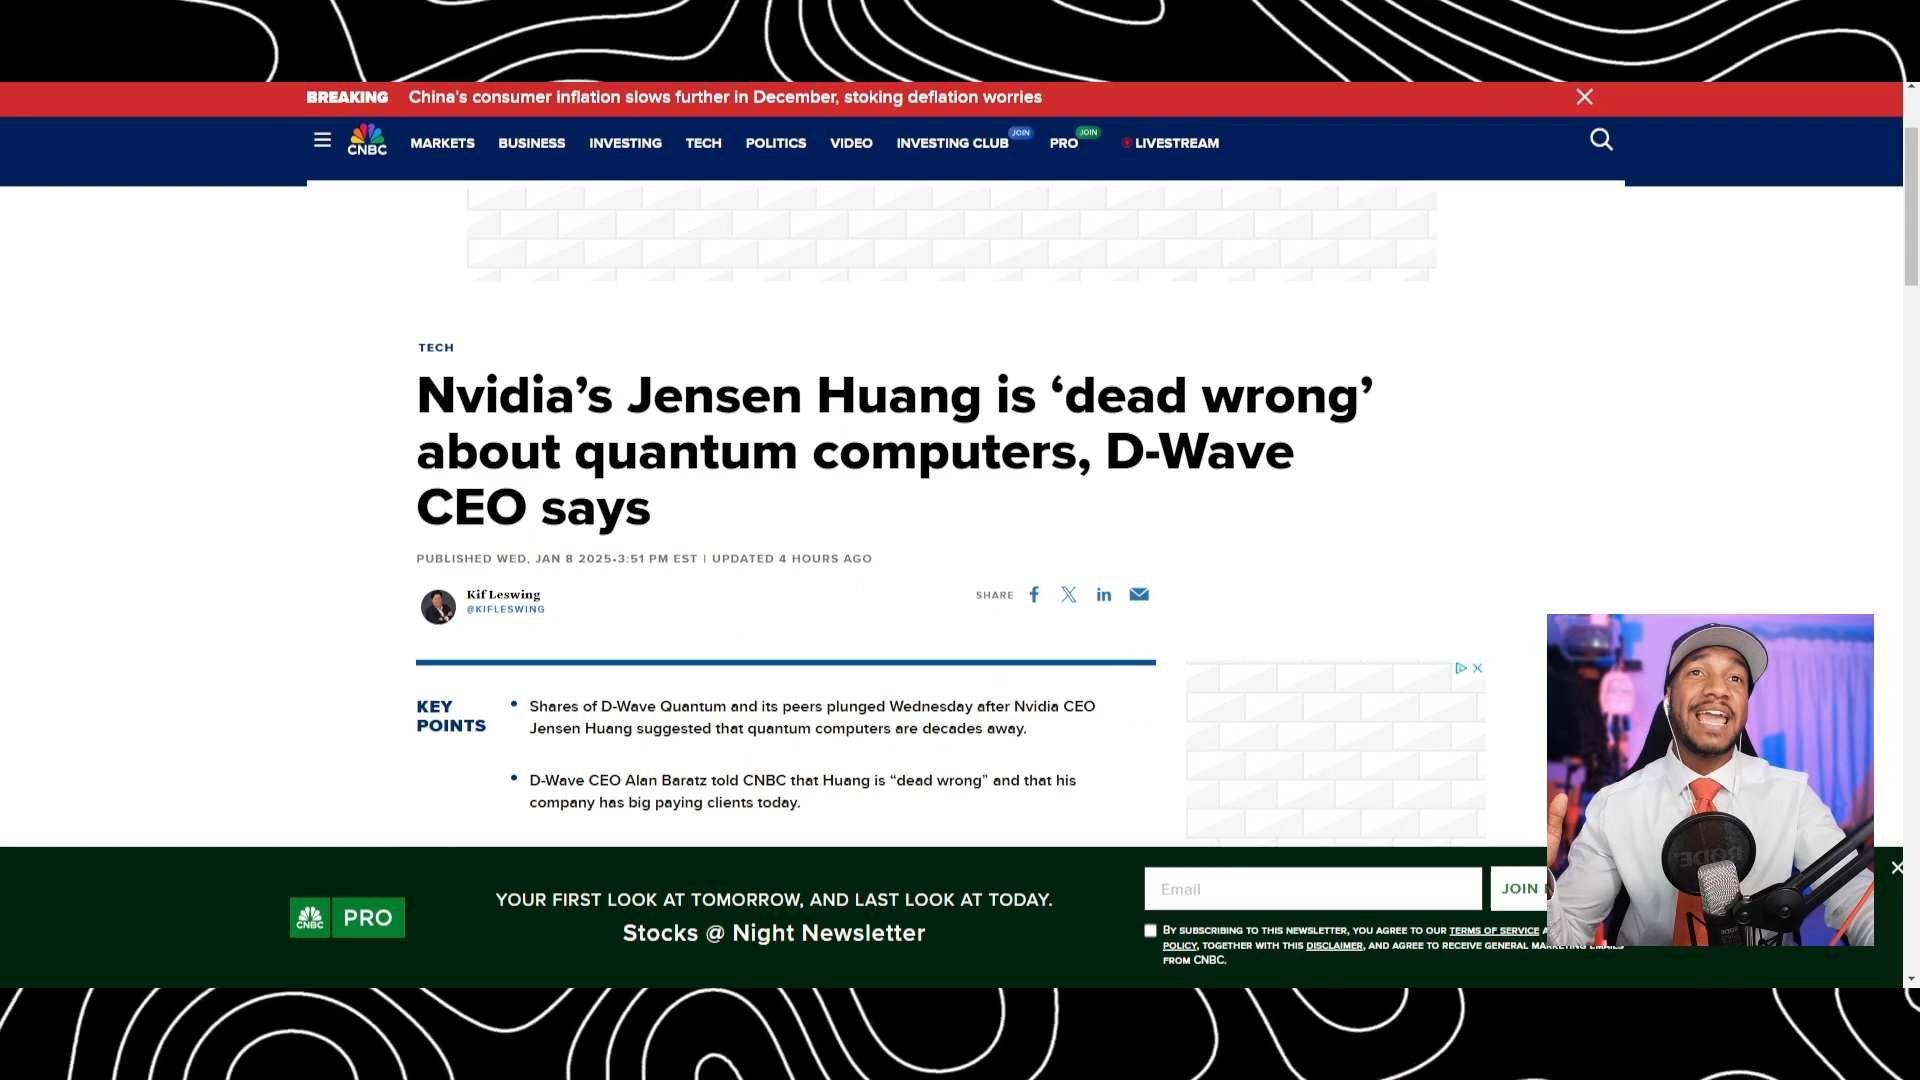 BREAKING China's consumer inflation slows further in December, stoking deflation worries
CNBC MARKETS BUSINESS INVESTING TECH POLITICS VIDEO INVESTING CLUB JOIN PRO JOIN LIVESTREAM
TECH
Nvidia's Jensen Huang is ‘dead wrong’
about quantum computers, D-Wave
CEO says
PUBLISHED WED, JAN 8 2025•3:51 PM EST | UPDATED 4 HOURS AGO
Kif Leswing
@KIFLESWING
SHARE
KEY
POINTS
• Shares of D-Wave Quantum and its peers plunged Wednesday after Nvidia CEO
Jensen Huang suggested that quantum computers are decades away.
• D-Wave CEO Alan Baratz told CNBC that Huang is “dead wrong” and that his
company has big paying clients today.
CNBC PRO
YOUR FIRST LOOK AT TOMORROW, AND LAST LOOK AT TODAY.
Stocks @ Night Newsletter
Email
JOIN
BY SUBSCRIBING TO THIS NEWSLETTER, YOU AGREE TO OUR TERMS OF SERVICE
POLICY, TOGETHER WITH THIS DISCLAIMER, AND AGREE TO RECEIVE GENERAL MARKETING EMAILS
FROM CNBC.
RODE